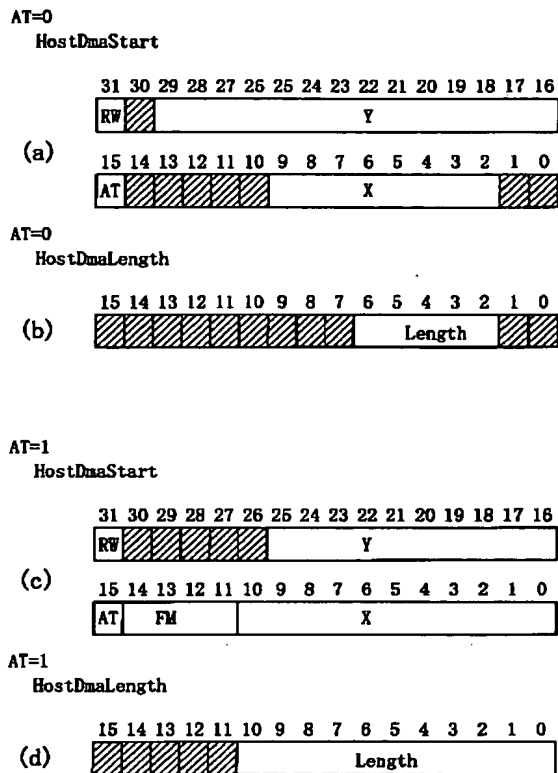 AT=0
HostDmaStart
31 30 29 28 27 26 25 24 23 22 21 20 19 18 17 16
RW Y
(a)
15 14 13 12 11 10 9 8 7 6 5 4 3 2 1 0
AT X
AT=0
HostDmaLength
15 14 13 12 11 10 9 8 7 6 5 4 3 2 1 0
(b) Length
AT=1
HostDmaStart
31 30 29 28 27 26 25 24 23 22 21 20 19 18 17 16
RW Y
(c)
15 14 13 12 11 10 9 8 7 6 5 4 3 2 1 0
AT FM X
AT=1
HostDmaLength
15 14 13 12 11 10 9 8 7 6 5 4 3 2 1 0
(d) Length